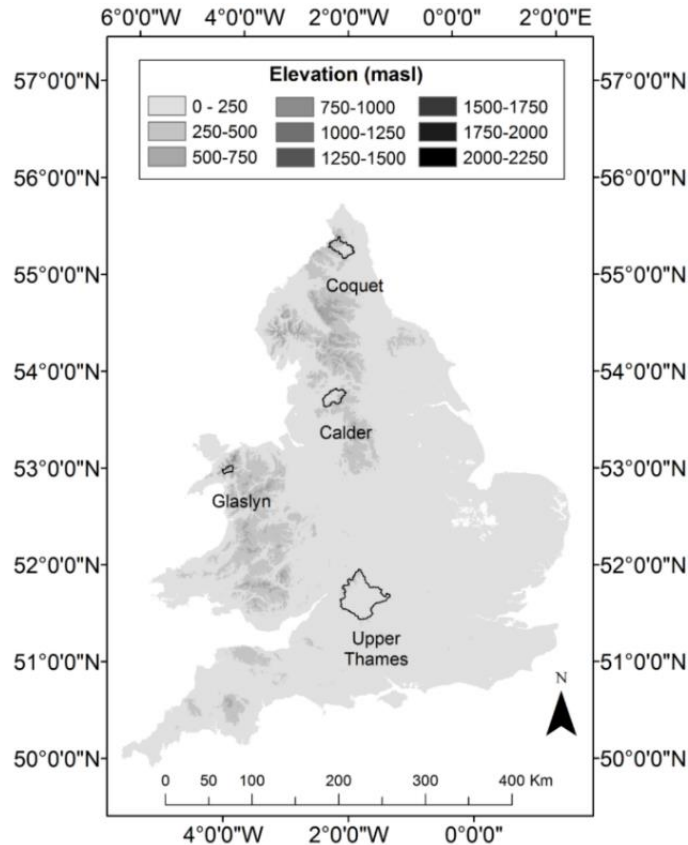 6°0'0"W 4°0'0"W 2°0'0"W 0°0'0" 2°0'0"E
57°0'0"N 57°0'0"N
Elevation (masl)
0 - 250 750-1000 1500-1750
250-500 1000-1250 1750-2000
500-750 1250-1500 2000-2250
56°0'0"N 56°0'0"N
55°0'0"N 55°0'0"N
Coquet
54°0'0"N 54°0'0"N
Calder
53°0'0"N 53°0'0"N
Glaslyn
52°0'0"N 52°0'0"N
Upper
Thames
51°0'0"N 51°0'0"N
N
50°0'0"N 50°0'0"N
0 50 100 200 300 400 Km
4°0'0"W 2°0'0"W 0°0'0"